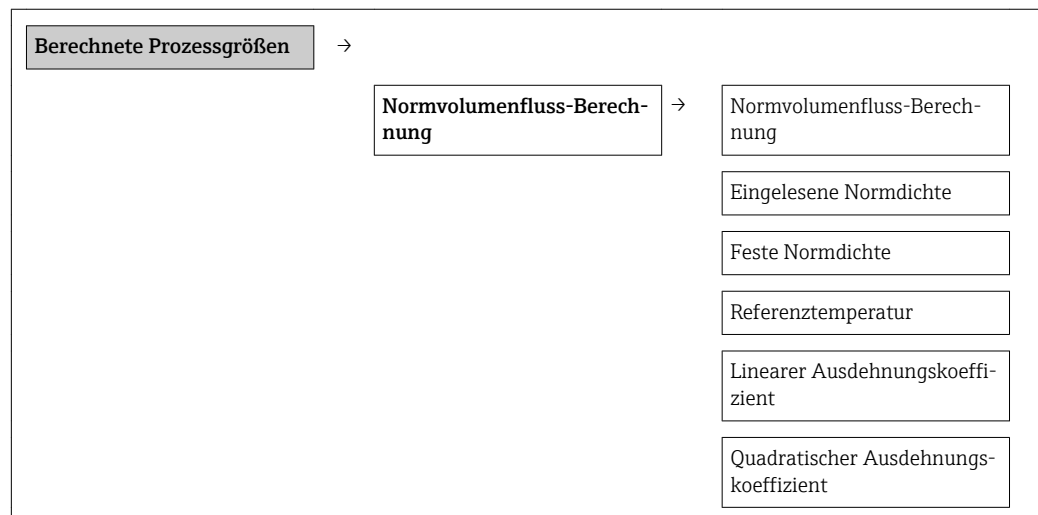 Berechnete Prozessgrößen →
Normvolumenfluss-Berech-
nung
→
Normvolumenfluss-Berech-
nung
Eingelesene Normdichte
Feste Normdichte
Referenztemperatur
Linearer Ausdehnungskoeffi-
zient
Quadratischer Ausdehnungs-
koeffizient